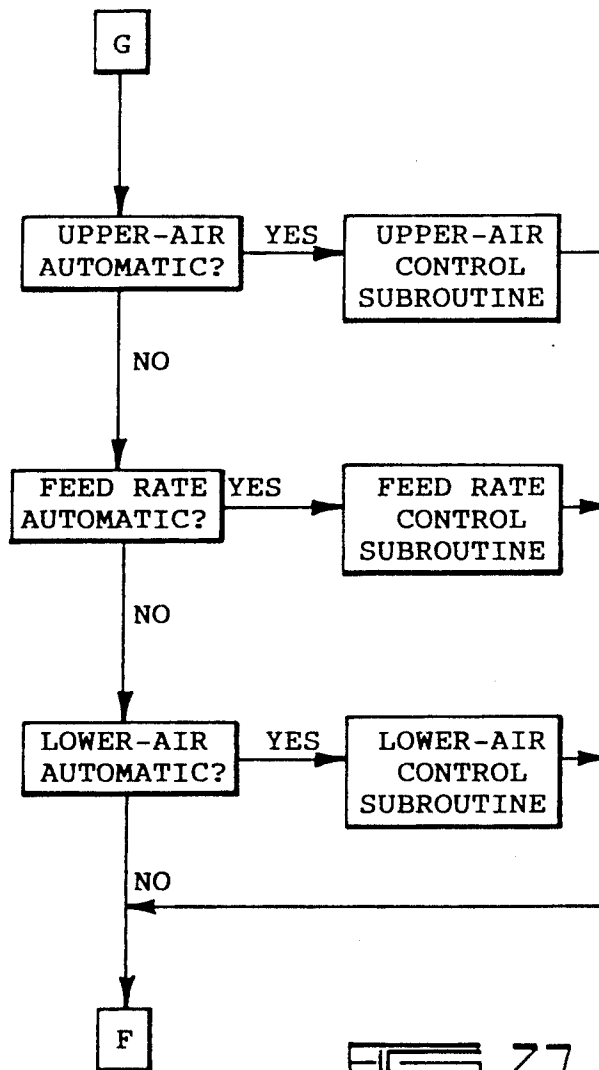 G
UPPER-AIR
AUTOMATIC?
YES
UPPER-AIR
CONTROL
SUBROUTINE
NO
FEED RATE
AUTOMATIC?
YES
FEED RATE
CONTROL
SUBROUTINE
NO
LOWER-AIR
AUTOMATIC?
YES
LOWER-AIR
CONTROL
SUBROUTINE
NO
F